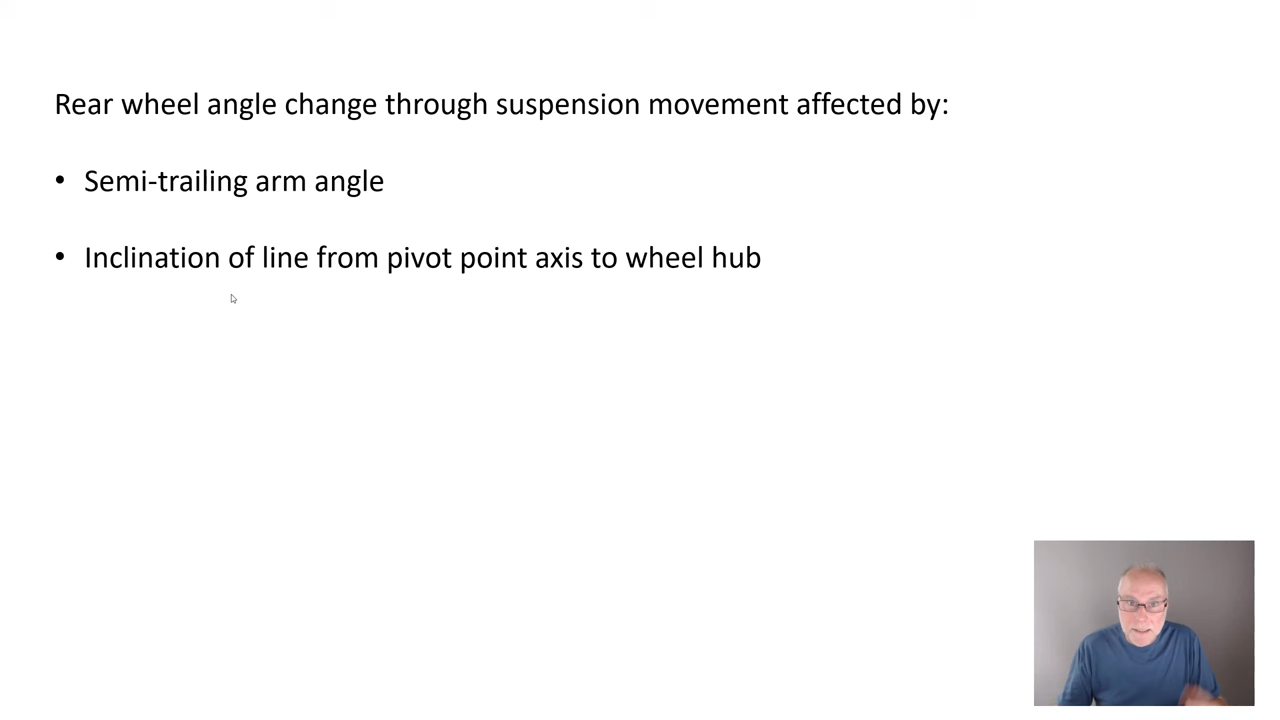 Rear wheel angle change through suspension movement affected by:
• Semi-trailing arm angle
• Inclination of line from pivot point axis to wheel hub